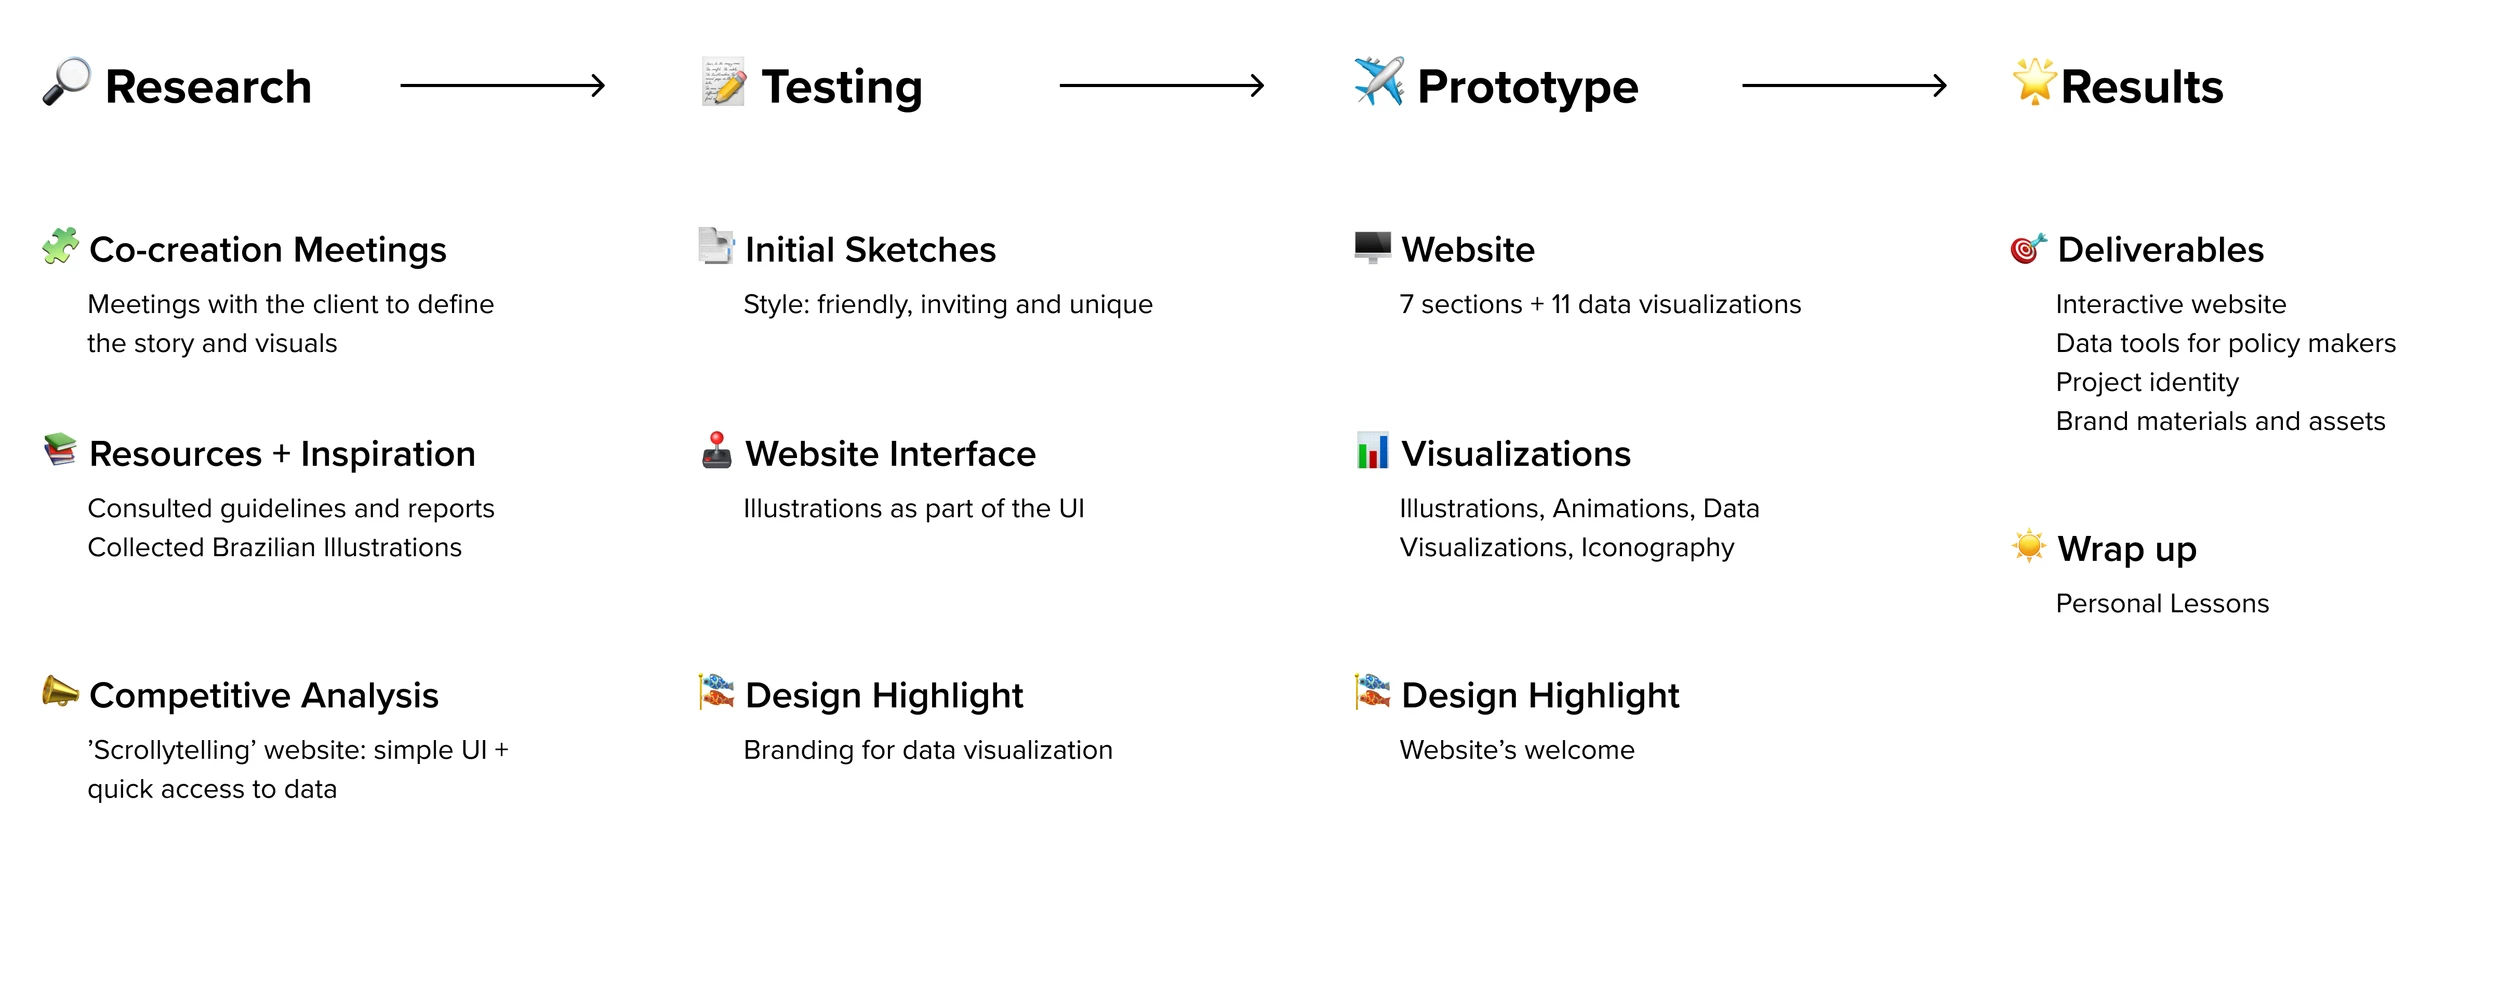 Research
Testing
Prototype
Results
Co-creation Meetings
Meetings with the client to define
the story and visuals
Resources + Inspiration
Consulted guidelines and reports
Collected Brazilian Illustrations
Competitive Analysis
’Scrollytelling’ website: simple UI +
quick access to data
Initial Sketches
Style: friendly, inviting and unique
Website Interface
Illustrations as part of the UI
Design Highlight
Branding for data visualization
Website
7 sections + 11 data visualizations
Visualizations
Illustrations, Animations, Data
Visualizations, Iconography
Design Highlight
Website’s welcome
Deliverables
Interactive website
Data tools for policy makers
Project identity
Brand materials and assets
Wrap up
Personal Lessons